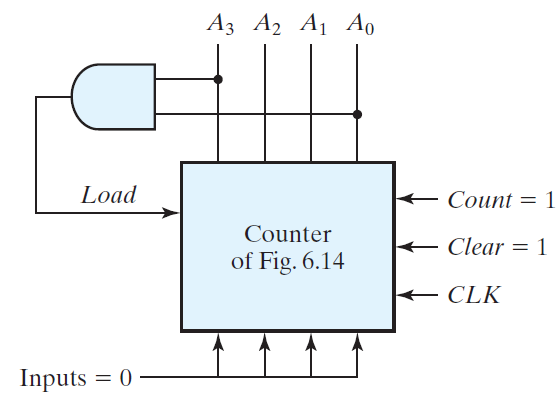 A3 A2 A1 A0
Load
Count = 1
Counter
of Fig. 6.14
Clear = 1
CLK
Inputs = 0